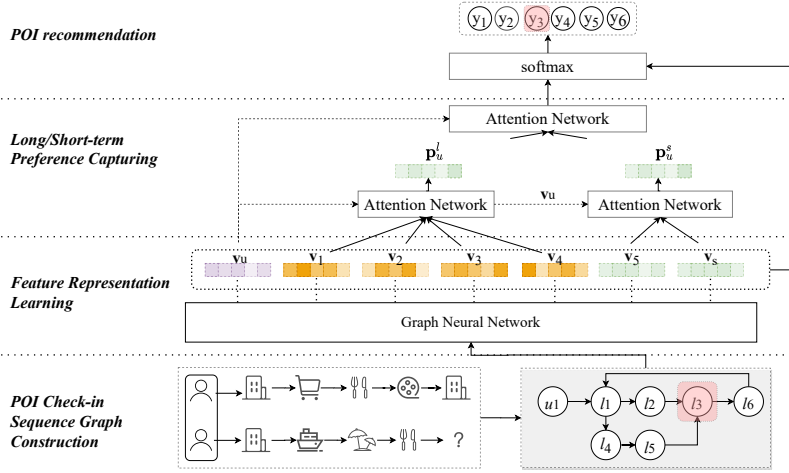 POI recommendation
y1 y2 y3 y4 y5 y6
softmax
Long/Short-term
Preference Capturing
Attention Network
p_u^l
p_u^s
Attention Network
vu
Attention Network
Feature Representation
Learning
vu v1 v2 v3 v4 v5 vs
Graph Neural Network
POI Check-in
Sequence Graph
Construction
?
u1 l1 l2 l3 l6
l4 l5